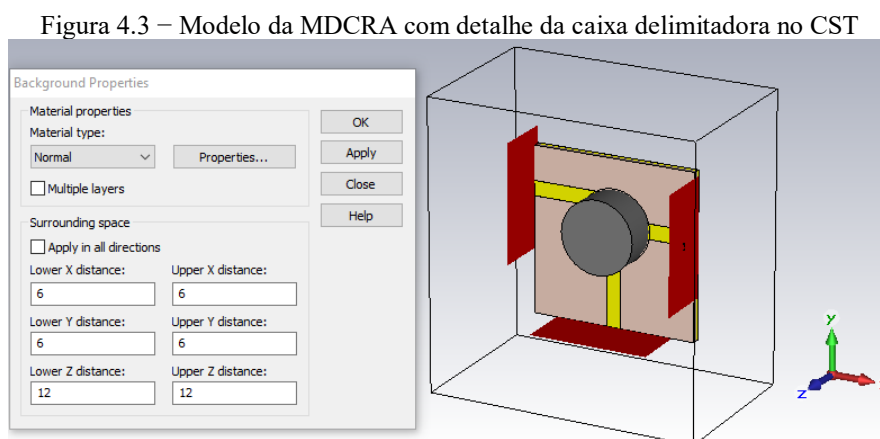 Figura 4.3 − Modelo da MDCRA com detalhe da caixa delimitadora no CST
Background Properties
Material properties
Material type:
Normal
Properties...
Multiple layers
OK
Apply
Close
Help
Surrounding space
Apply in all directions
Lower X distance:
Upper X distance:
6
6
Lower Y distance:
Upper Y distance:
6
6
Lower Z distance:
Upper Z distance:
12
12
1
y
z